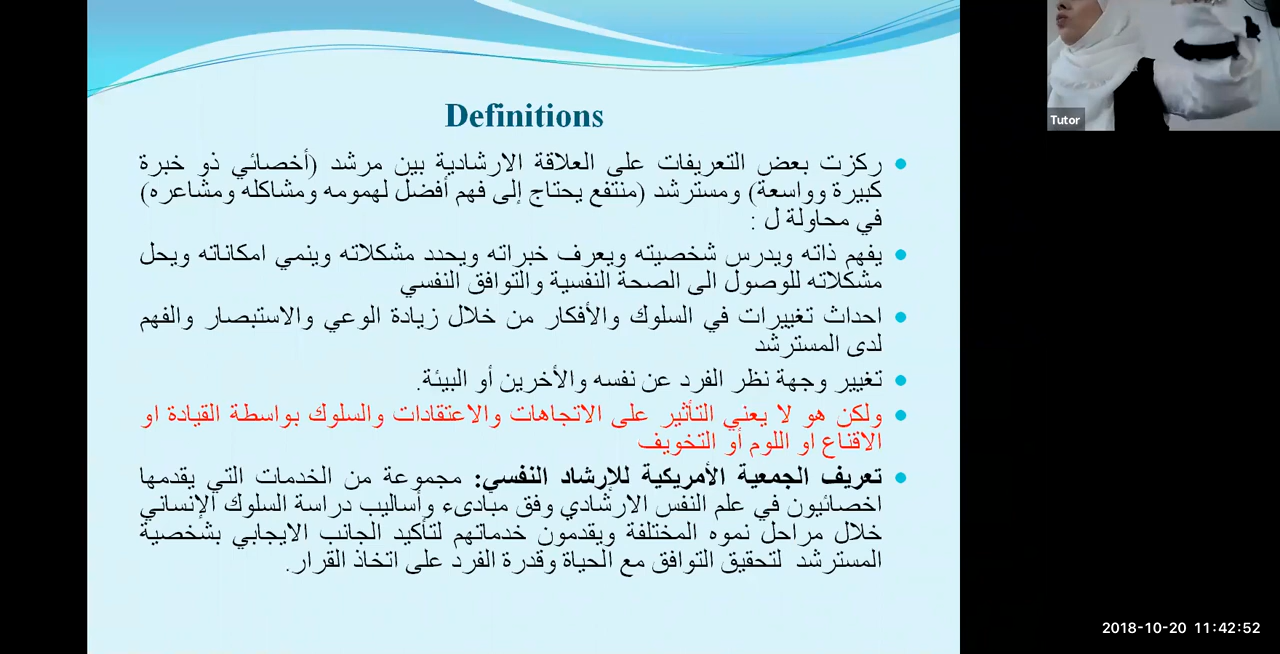 Definitions
ركزت بعض التعريفات على العلاقة الارشادية بين مرشد (أخصائي ذو خبرة
كبيرة وواسعة) ومسترشد (منتفع يحتاج إلى فهم أفضل لهمومه ومشاكله ومشاعره)
في محاولة ل :
يفهم ذاته ويدرس شخصيته ويعرف خبراته ويحدد مشكلاته وينمي امكاناته ويحل
مشكلاته للوصول الى الصحة النفسية والتوافق النفسي
احداث تغييرات في السلوك والأفكار من خلال زيادة الوعي والاستبصار والفهم
لدى المسترشد
تغيير وجهة نظر الفرد عن نفسه والأخرين أو البيئة.
ولكن هو لا يعني التأثير على الاتجاهات والاعتقادات والسلوك بواسطة القيادة او
الاقناع او اللوم أو التخويف
تعريف الجمعية الأمريكية للإرشاد النفسي: مجموعة من الخدمات التي يقدمها
اخصائيون في علم النفس الارشادي وفق مبادىء وأساليب دراسة السلوك الإنساني
خلال مراحل نموه المختلفة ويقدمون خدماتهم لتأكيد الجانب الايجابي بشخصية
المسترشد لتحقيق التوافق مع الحياة وقدرة الفرد على اتخاذ القرار.
Tutor
2018-10-20 11:42:52